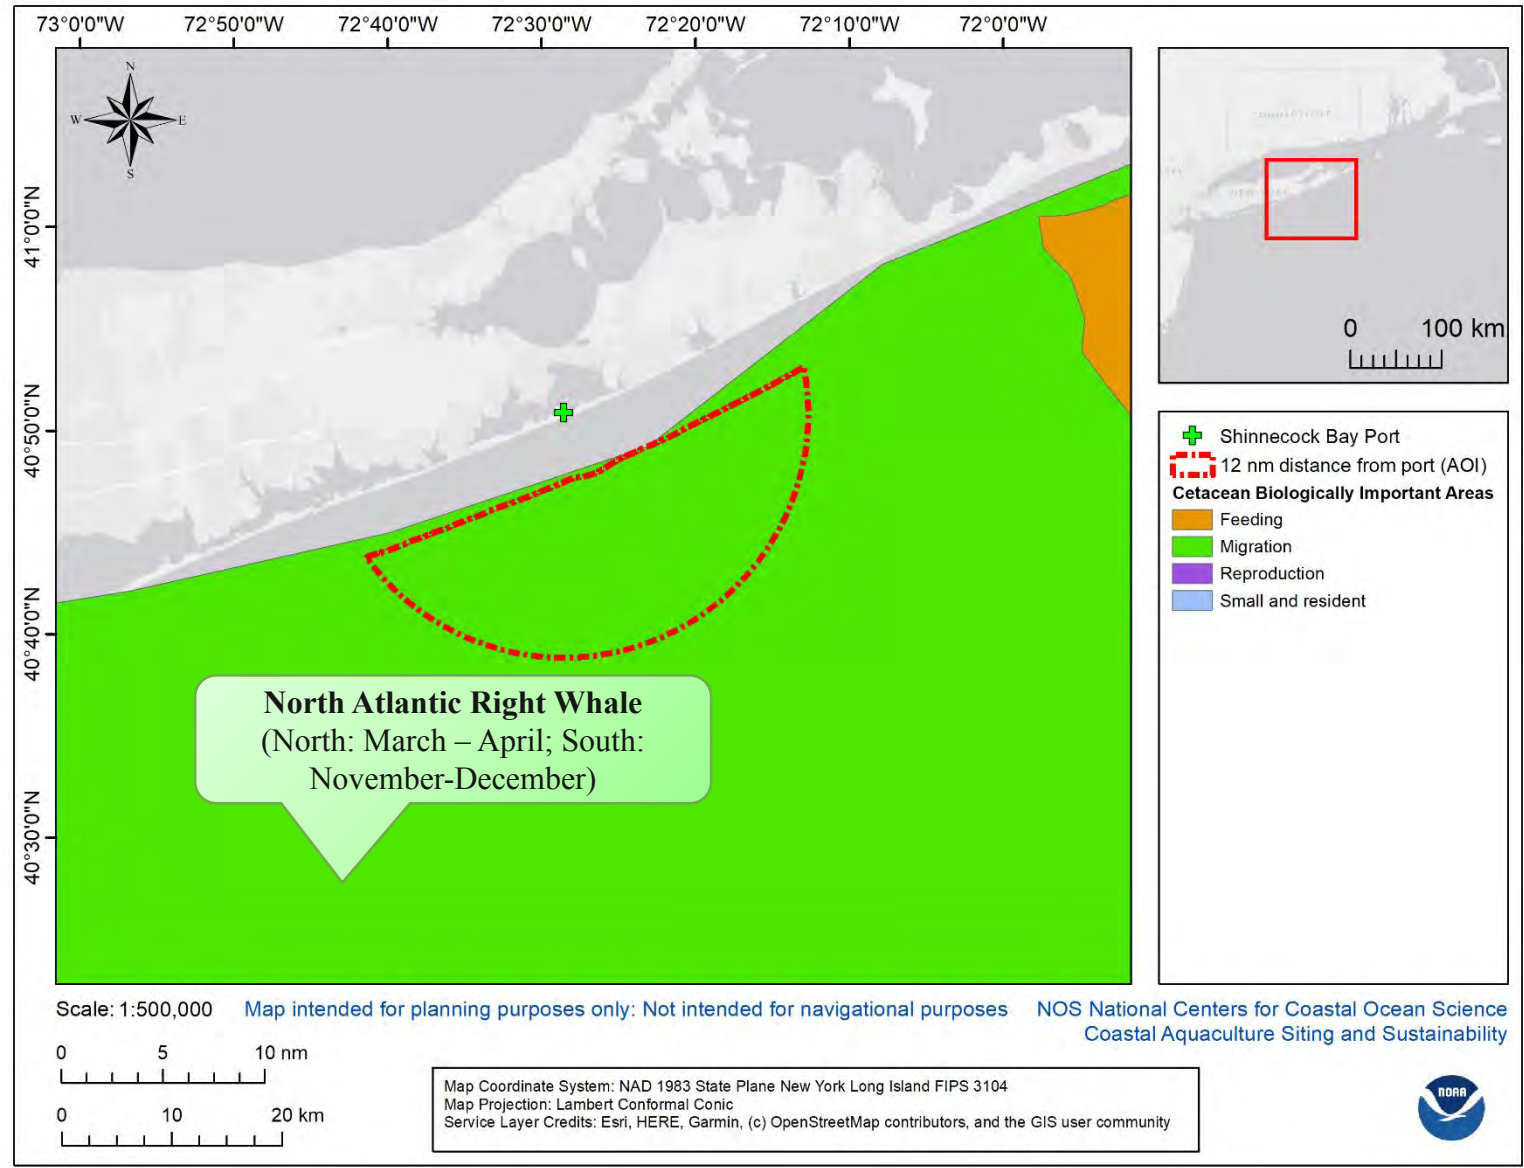 73°0'0"W 72°50'0"W 72°40'0"W 72°30'0"W 72°20'0"W 72°10'0"W 72°0'0"W
N
W E
S
41°0'0"N
40°50'0"N
40°40'0"N
40°30'0"N
North Atlantic Right Whale
(North: March – April; South:
November-December)
CONNECTICUT
0 100 km
Shinnecock Bay Port
12 nm distance from port (AOI)
Cetacean Biologically Important Areas
Feeding
Migration
Reproduction
Small and resident
Scale: 1:500,000
Map intended for planning purposes only: Not intended for navigational purposes
NOS National Centers for Coastal Ocean Science
Coastal Aquaculture Siting and Sustainability
0 5 10 nm
0 10 20 km
Map Coordinate System: NAD 1983 State Plane New York Long Island FIPS 3104
Map Projection: Lambert Conformal Conic
Service Layer Credits: Esri, HERE, Garmin, (c) OpenStreetMap contributors, and the GIS user community
NOAA